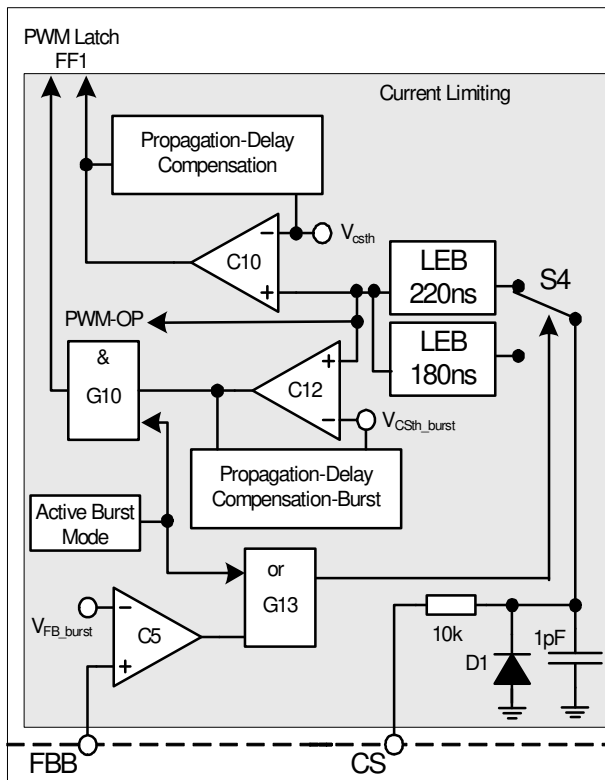 PWM Latch
FF1
Current Limiting
Propagation-Delay
Compensation
−
Vcsth
C10
+
LEB
220ns
S4
PWM-OP
LEB
180ns
&
G10
+
C12
−
VCSth_burst
Propagation-Delay
Compensation-Burst
Active Burst
Mode
or
G13
−
VFB_burst
C5
+
10k
D1
1pF
FBB
CS